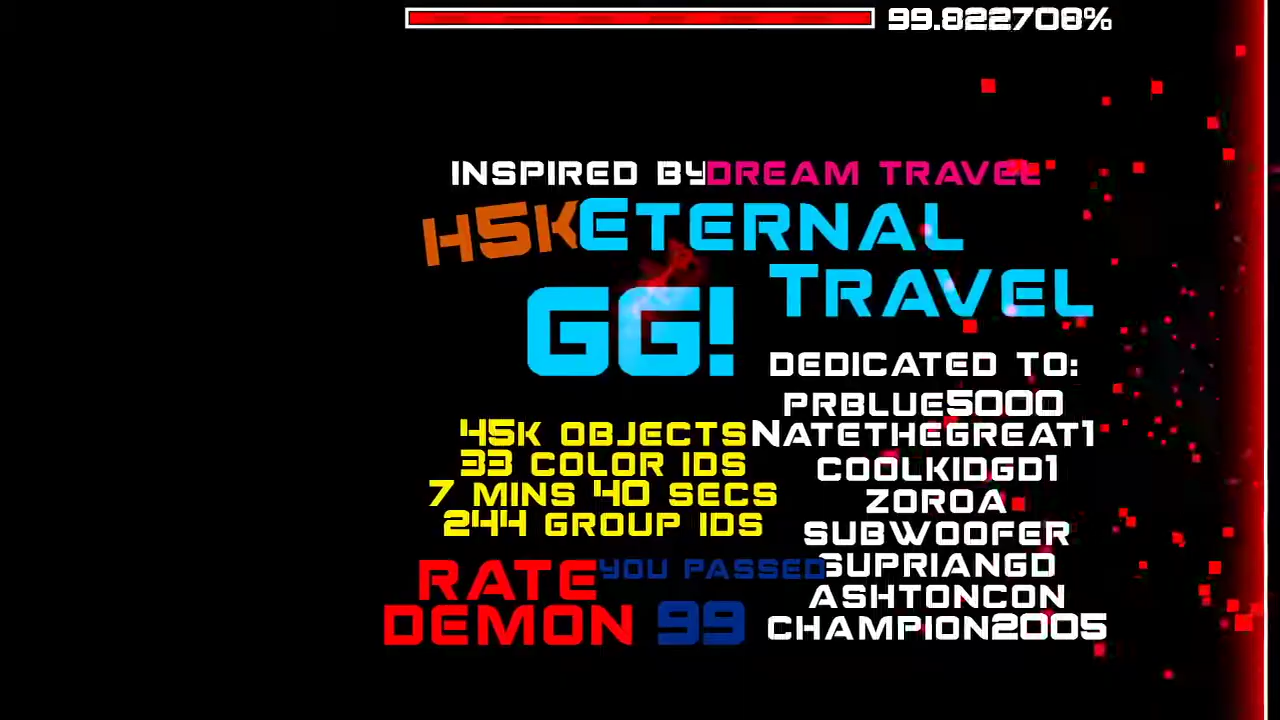 99.822708%
INSPIRED BY DREAM TRAVEL
H5K ETERNAL
TRAVEL
GG!
DEDICATED TO:
PRBLUE5000
NATETHEGREAT1
COOLKIDGD1
ZOROA
SUBWOOFER
SUPRIANGD
ASHTONCON
CHAMPION2005
45K OBJECTS
33 COLOR IDS
7 MINS 40 SECS
244 GROUP IDS
RATE
DEMON
YOU PASSED
99